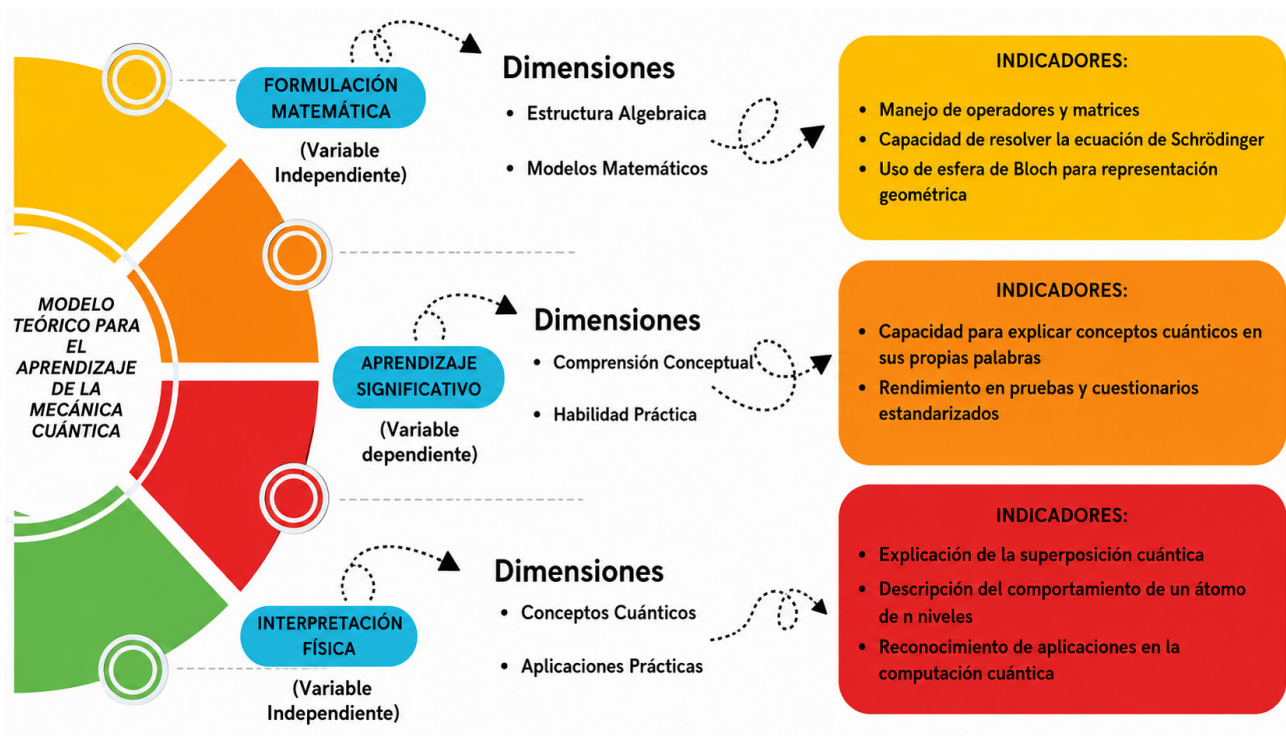 MODELO
TEÓRICO PARA
EL
APRENDIZAJE
DE LA
MECÁNICA
CUÁNTICA
FORMULACIÓN
MATEMÁTICA
(Variable
Independiente)
Dimensiones
• Estructura Algebraica
• Modelos Matemáticos
INDICADORES:
• Manejo de operadores y matrices
• Capacidad de resolver la ecuación de Schrödinger
• Uso de esfera de Bloch para representación
geométrica
APRENDIZAJE
SIGNIFICATIVO
(Variable
dependiente)
Dimensiones
• Comprensión Conceptual
• Habilidad Práctica
INDICADORES:
• Capacidad para explicar conceptos cuánticos en
sus propias palabras
• Rendimiento en pruebas y cuestionarios
estandarizados
INTERPRETACIÓN
FÍSICA
(Variable
Independiente)
Dimensiones
• Conceptos Cuánticos
• Aplicaciones Prácticas
INDICADORES:
• Explicación de la superposición cuántica
• Descripción del comportamiento de un átomo
de n niveles
• Reconocimiento de aplicaciones en la
computación cuántica